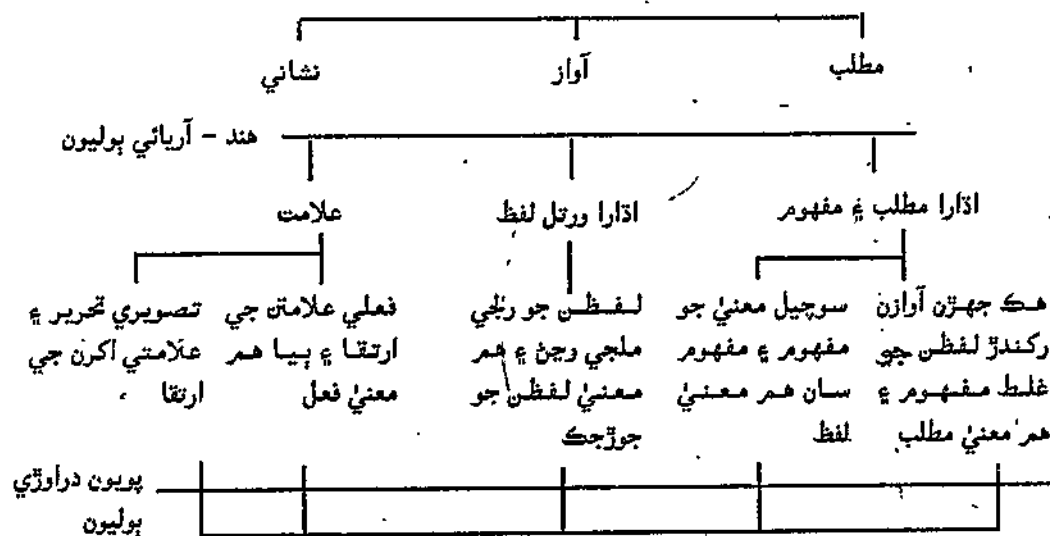 مطلب
آواز
نشاني
هند - آريائي ٻوليون
اڌارا مطلب ۽ مفهوم
اڌارا ورتل لفظ
علامت
هڪ جهڙن آوازن
رکندڙ لفظن جو
غلط مفهوم ۽
هم معنيٰ مطلب
سوچيل معنيٰ جو
مفهوم ۽ مفهوم
سان هم معنيٰ
لفظ
لفظن جو رلجي
ملجي وڃڻ ۽ هم
معنيٰ لفظن جو
جوڙجڪ
فعلي علامتن جي
ارتقا ۽ ٻيا هم
معنيٰ فعل
تصويري تحرير ۽
علامتي اکرن جي
ارتقا
پويون دراوڙي
ٻوليون